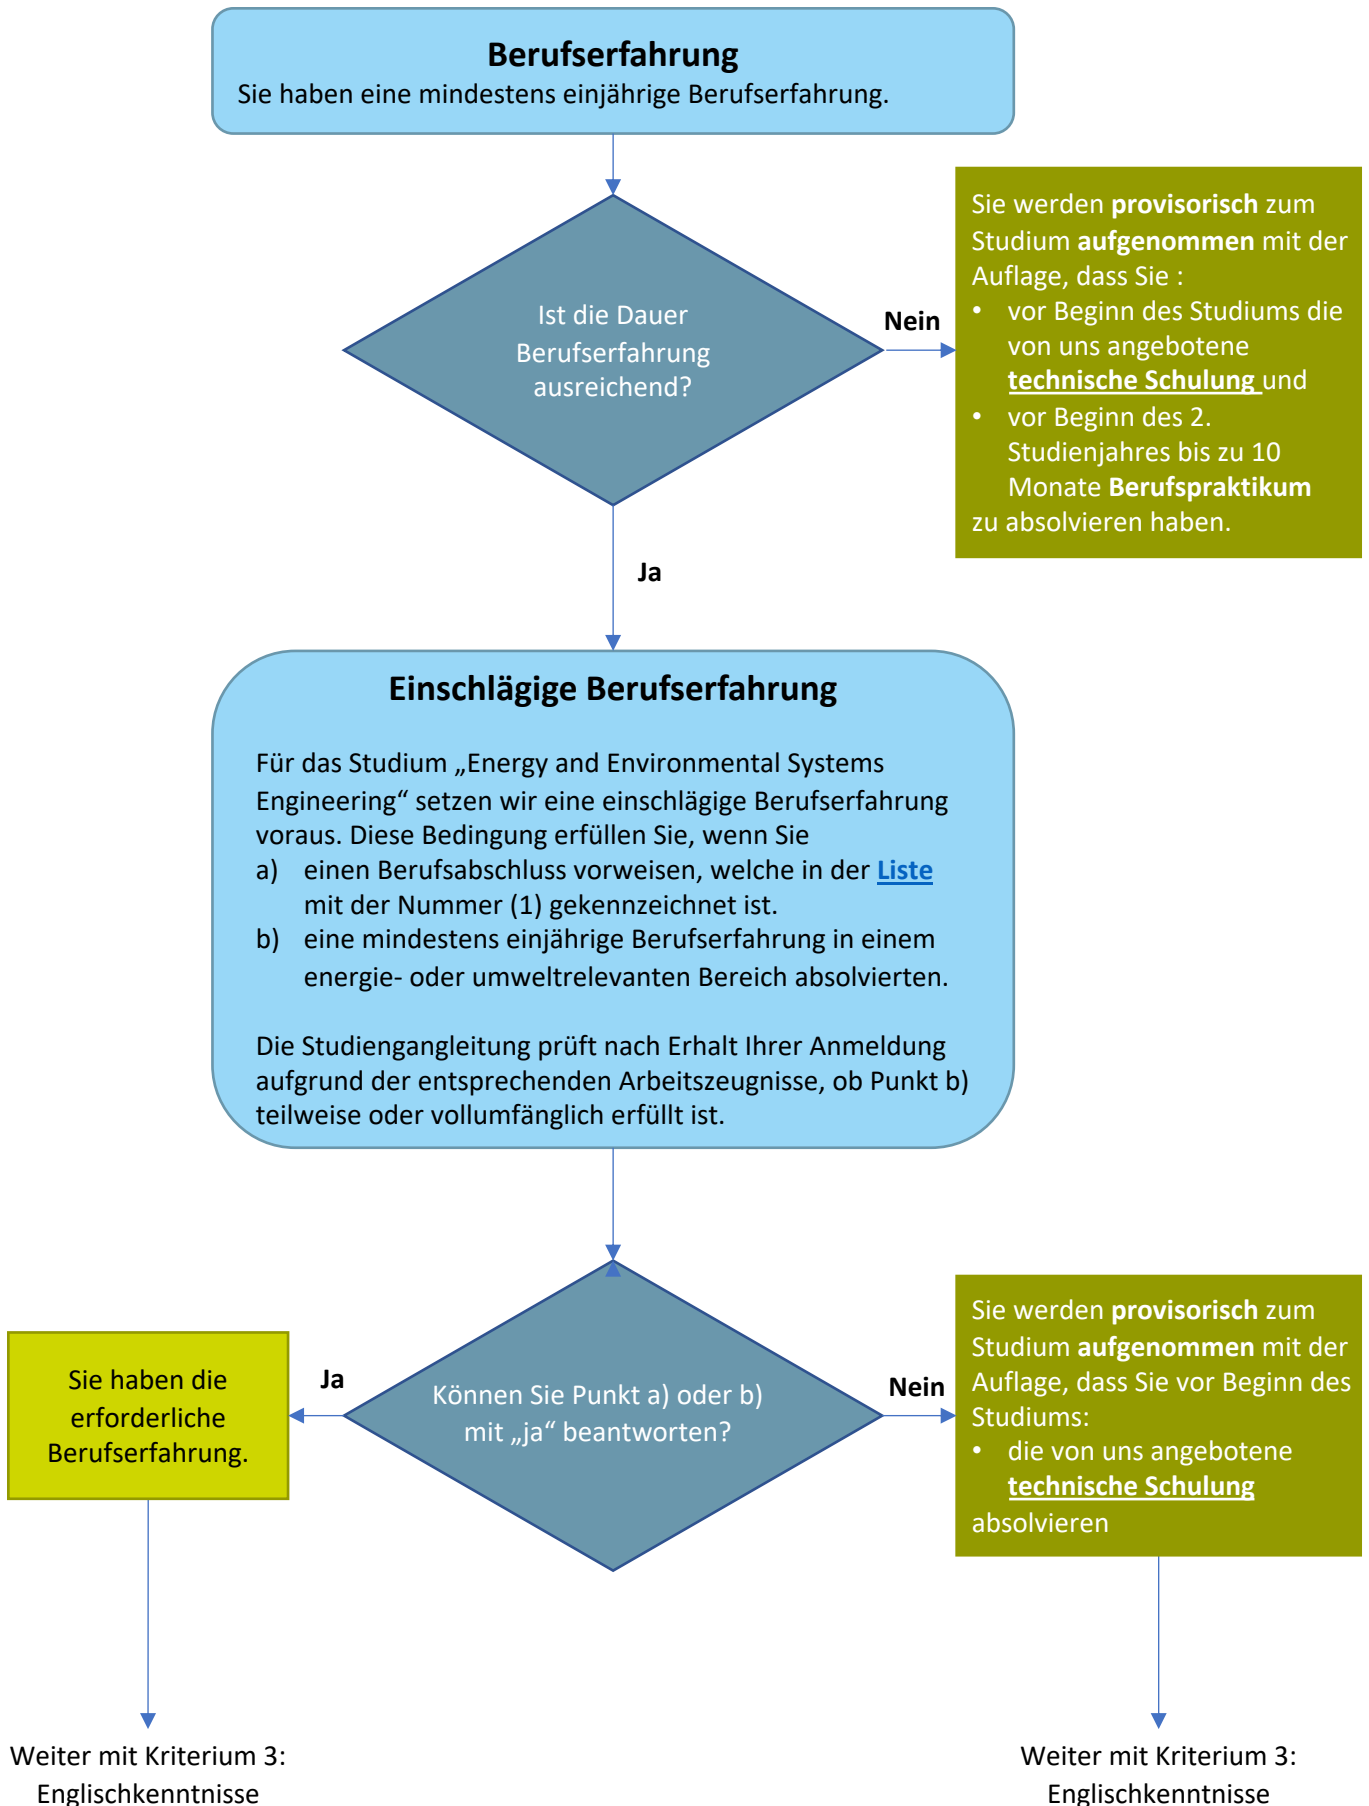 Berufserfahrung
Sie haben eine mindestens einjährige Berufserfahrung.
Ist die Dauer
Berufserfahrung
ausreichend?
Nein
Sie werden provisorisch zum
Studium aufgenommen mit der
Auflage, dass Sie :
• vor Beginn des Studiums die
von uns angebotene
technische Schulung und
• vor Beginn des 2.
Studienjahres bis zu 10
Monate Berufspraktikum
zu absolvieren haben.
Ja
Einschlägige Berufserfahrung
Für das Studium „Energy and Environmental Systems
Engineering“ setzen wir eine einschlägige Berufserfahrung
voraus. Diese Bedingung erfüllen Sie, wenn Sie
a) einen Berufsabschluss vorweisen, welche in der Liste
mit der Nummer (1) gekennzeichnet ist.
b) eine mindestens einjährige Berufserfahrung in einem
energie- oder umweltrelevanten Bereich absolvierten.
Die Studiengangleitung prüft nach Erhalt Ihrer Anmeldung
aufgrund der entsprechenden Arbeitszeugnisse, ob Punkt b)
teilweise oder vollumfänglich erfüllt ist.
Können Sie Punkt a) oder b)
mit „ja“ beantworten?
Ja
Sie haben die
erforderliche
Berufserfahrung.
Nein
Sie werden provisorisch zum
Studium aufgenommen mit der
Auflage, dass Sie vor Beginn des
Studiums:
• die von uns angebotene
technische Schulung
absolvieren
Weiter mit Kriterium 3:
Englischkenntnisse
Weiter mit Kriterium 3:
Englischkenntnisse